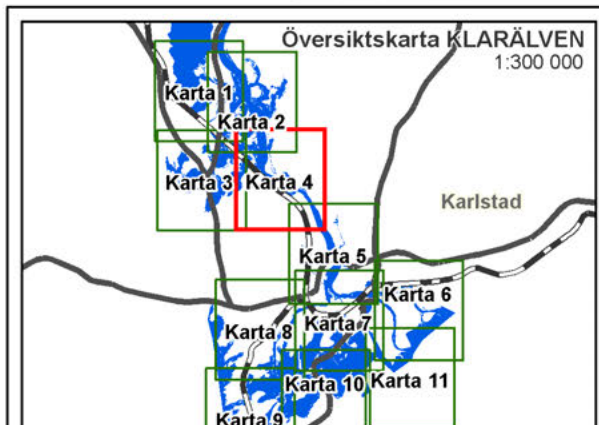 Översiktskarta KLARÄLVEN
1:300 000
Karta 1
Karta 2
Karta 3
Karta 4
Karlstad
Karta 5
Karta 6
Karta 8
Karta 7
Karta 10
Karta 11
Karta 9